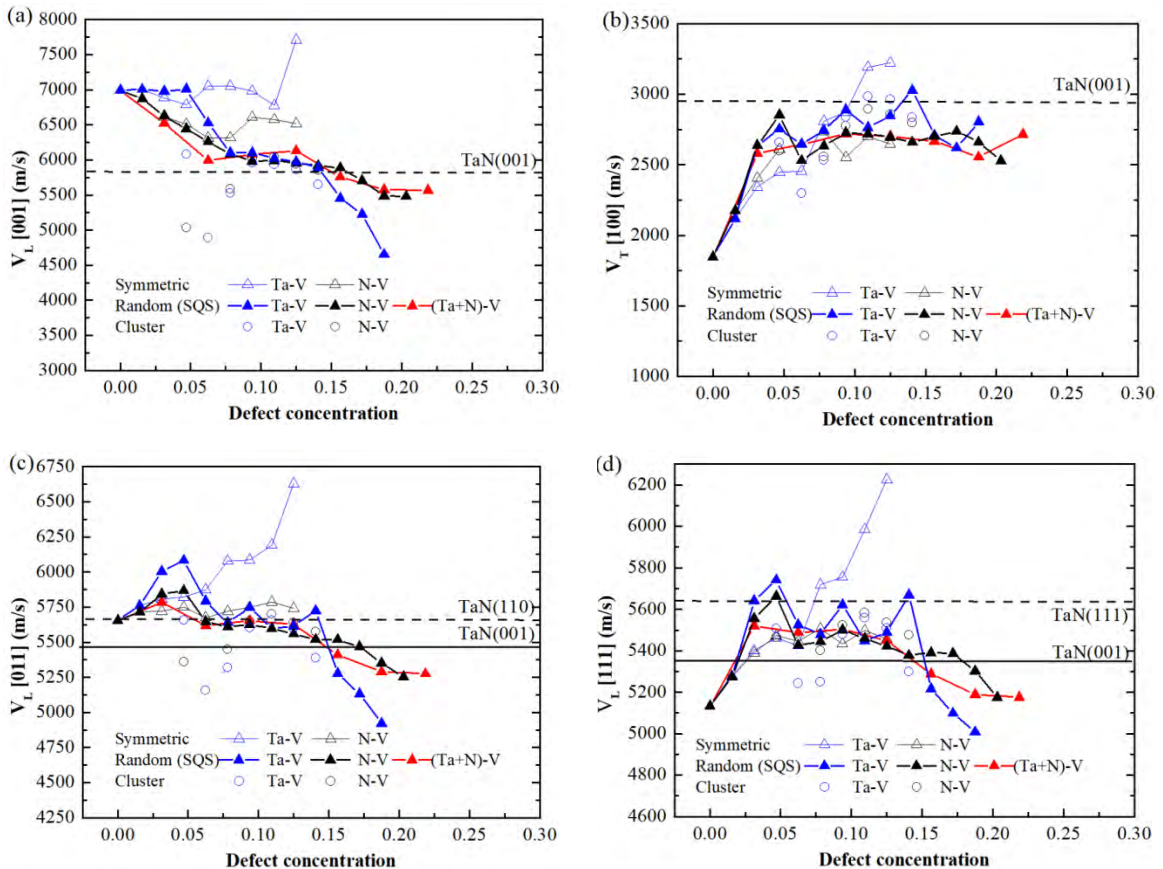 (a)
8000
7500
7000
6500
6000
5500
5000
4500
4000
3500
3000
V_L [001] (m/s)
TaN(001)
Symmetric Ta-V N-V
Random (SQS) Ta-V N-V (Ta+N)-V
Cluster Ta-V N-V
0.00 0.05 0.10 0.15 0.20 0.25 0.30
Defect concentration
(b)
3500
3000
2500
2000
1500
1000
V_T [100] (m/s)
TaN(001)
Symmetric Ta-V N-V
Random (SQS) Ta-V N-V (Ta+N)-V
Cluster Ta-V N-V
0.00 0.05 0.10 0.15 0.20 0.25 0.30
Defect concentration
(c)
6750
6500
6250
6000
5750
5500
5250
5000
4750
4500
4250
V_L [011] (m/s)
TaN(110)
TaN(001)
Symmetric Ta-V N-V
Random (SQS) Ta-V N-V (Ta+N)-V
Cluster Ta-V N-V
0.00 0.05 0.10 0.15 0.20 0.25 0.30
Defect concentration
(d)
6200
6000
5800
5600
5400
5200
5000
4800
4600
V_L [111] (m/s)
TaN(111)
TaN(001)
Symmetric Ta-V N-V
Random (SQS) Ta-V N-V (Ta+N)-V
Cluster Ta-V N-V
0.00 0.05 0.10 0.15 0.20 0.25 0.30
Defect concentration